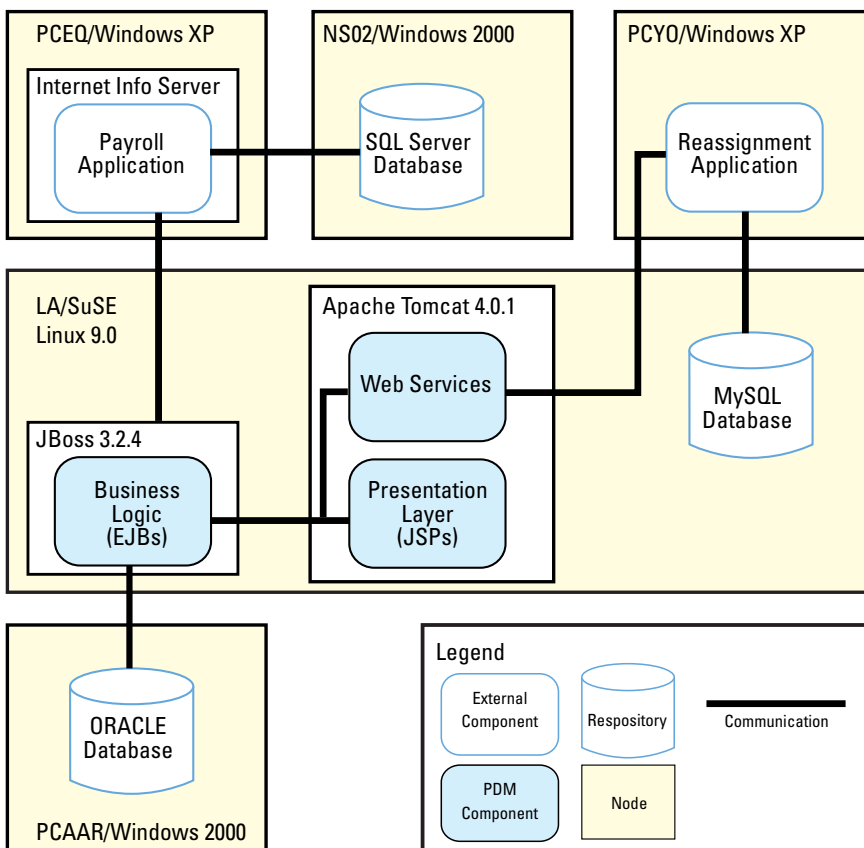 PCEQ/Windows XP
Internet Info Server
Payroll
Application
NS02/Windows 2000
SQL Server
Database
PCYO/Windows XP
Reassignment
Application
LA/SuSE
Linux 9.0
Apache Tomcat 4.0.1
Web Services
MySQL
Database
JBoss 3.2.4
Business
Logic
(EJBs)
Presentation
Layer
(JSPs)
ORACLE
Database
PCAAR/Windows 2000
Legend
External
Component
Respository
Communication
PDM
Component
Node